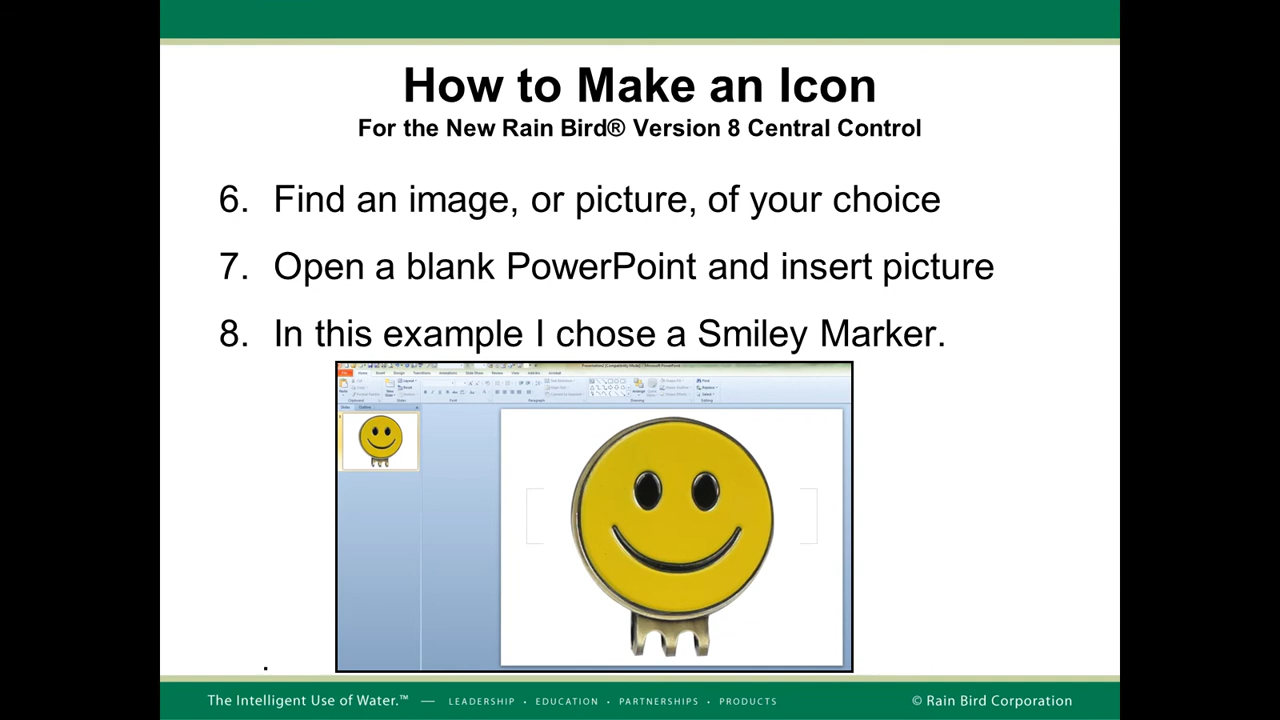 How to Make an Icon
For the New Rain Bird® Version 8 Central Control
6. Find an image, or picture, of your choice
7. Open a blank PowerPoint and insert picture
8. In this example I chose a Smiley Marker.
.
The Intelligent Use of Water.™ — LEADERSHIP • EDUCATION • PARTNERSHIPS • PRODUCTS
© Rain Bird Corporation